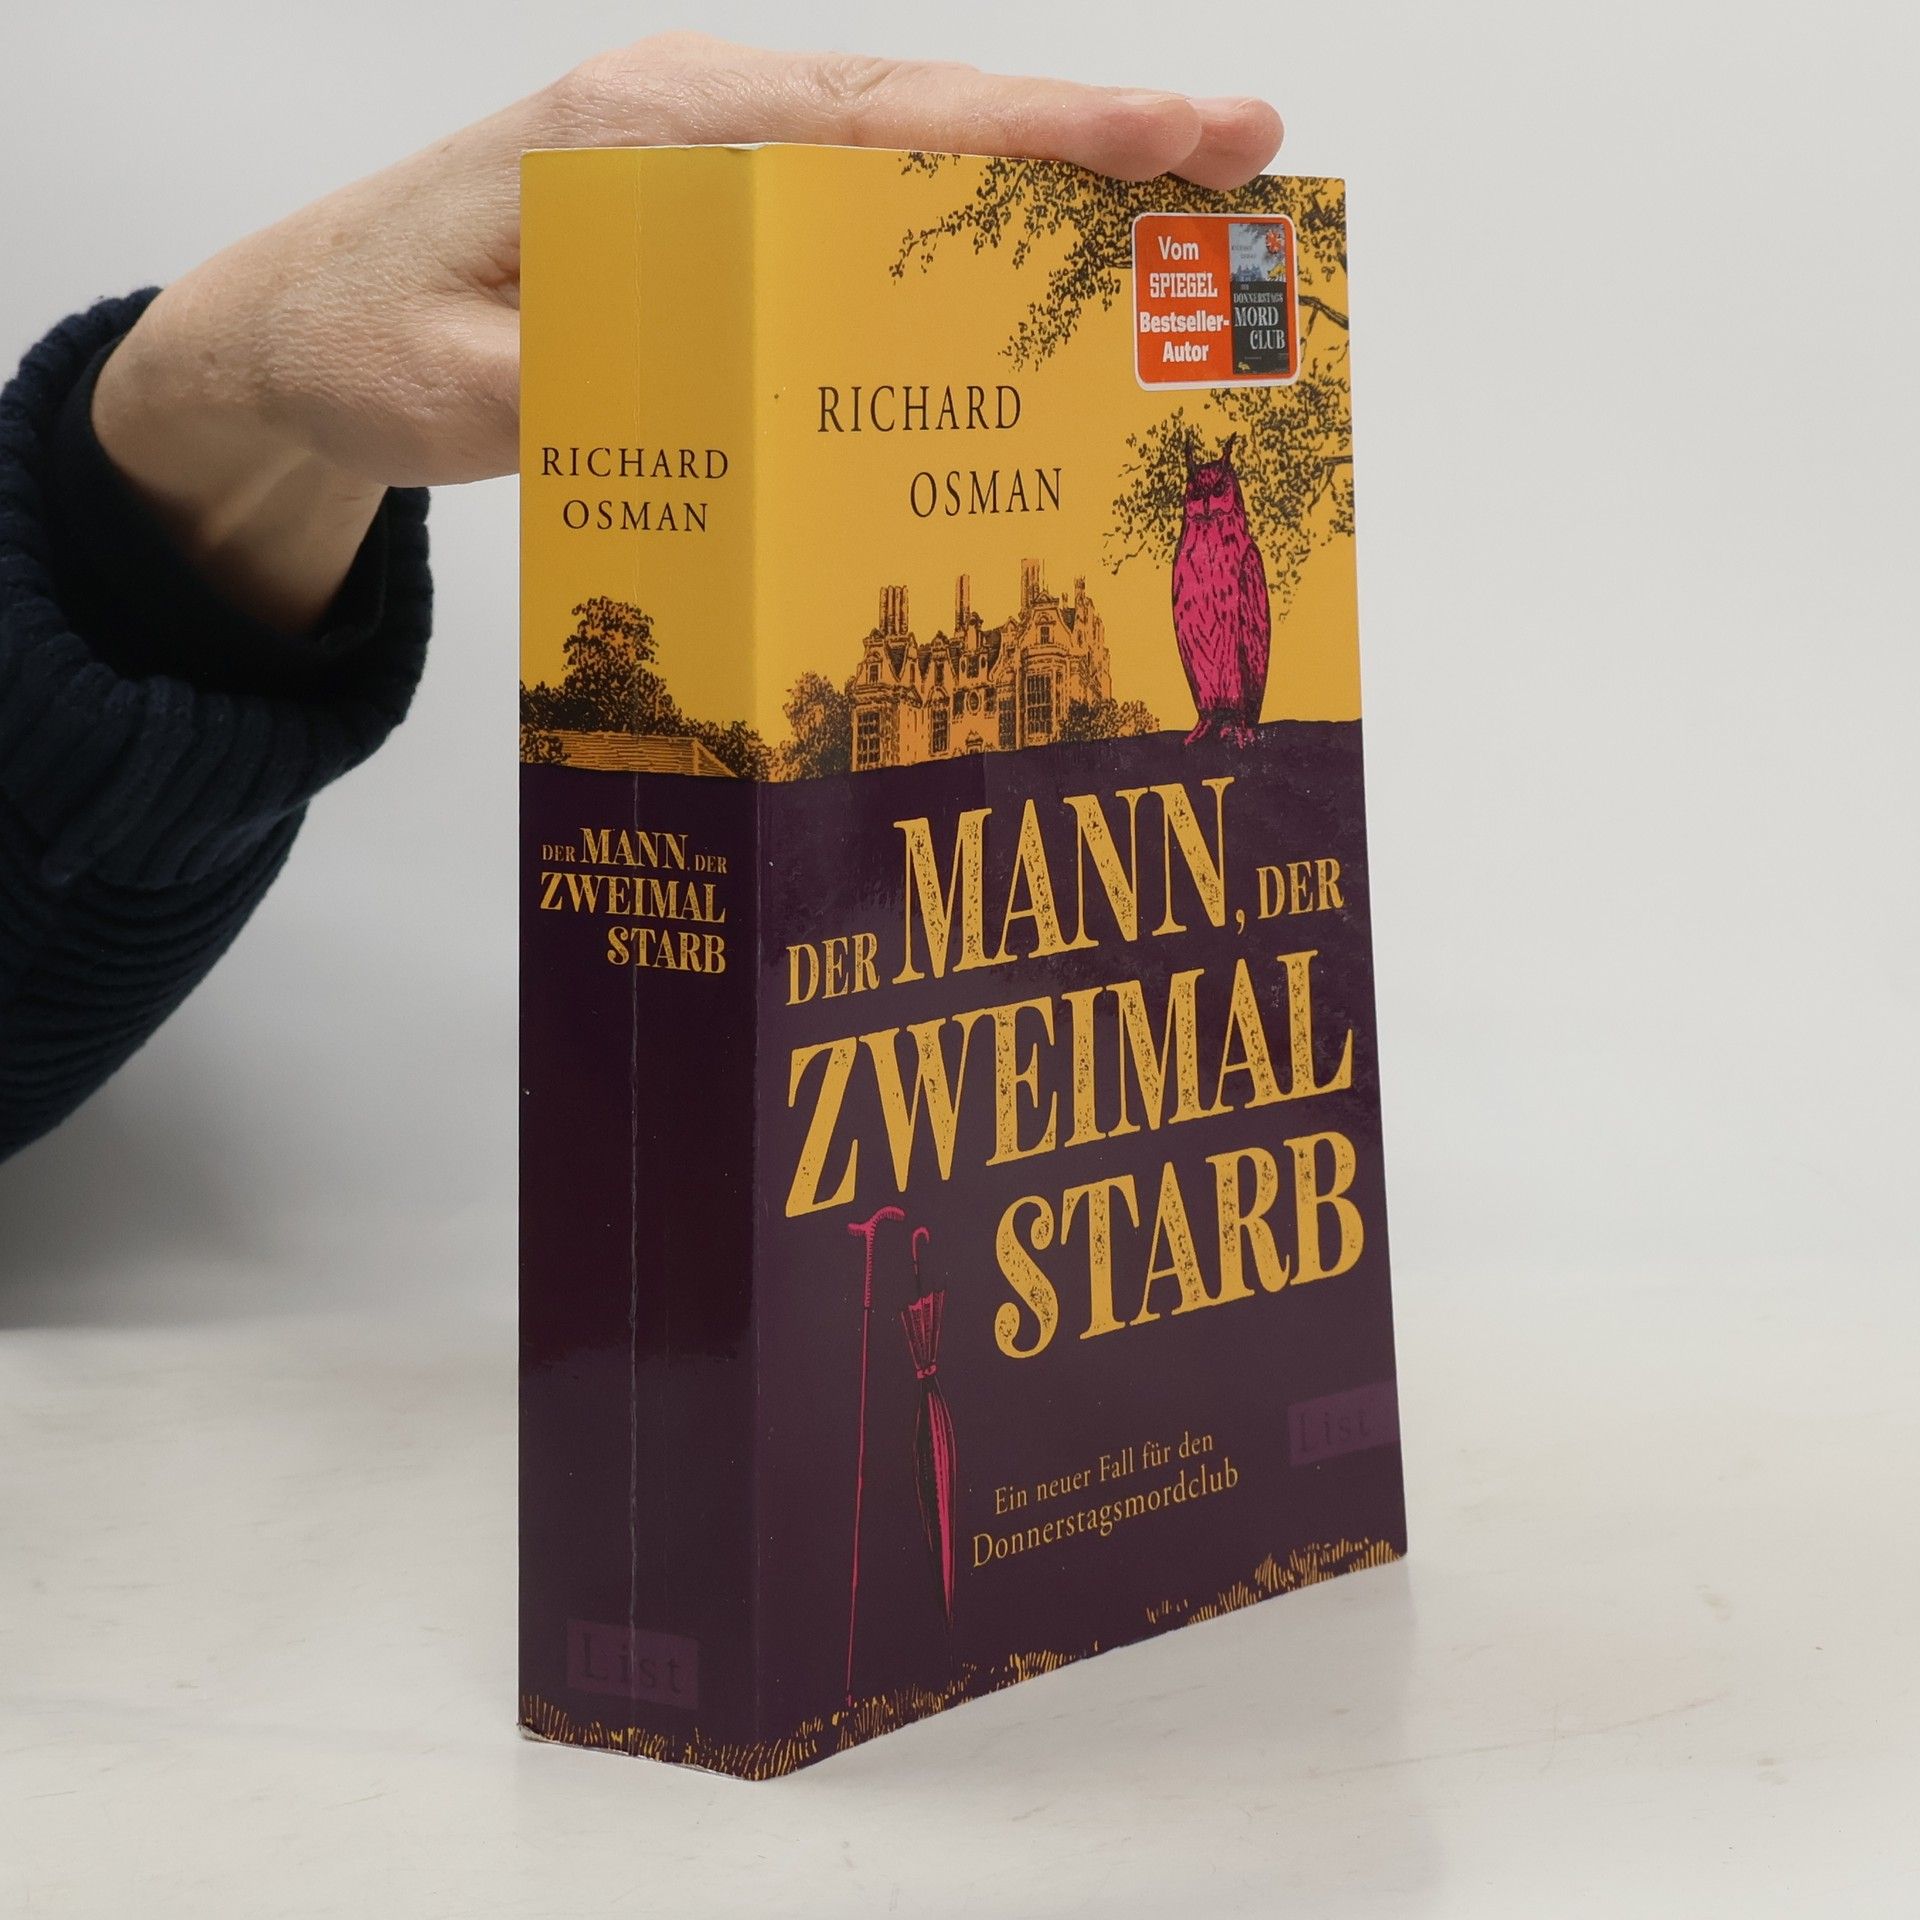 RICHARD
OSMAN
DER MANN, DER
ZWEIMAL
STARB
List
Vom
SPIEGEL
Bestseller-
Autor
DONNERSTAGS
MORD
CLUB
RICHARD
OSMAN
DER MANN, DER
ZWEIMAL
STARB
Ein neuer Fall für den
Donnerstagsmordclub
List